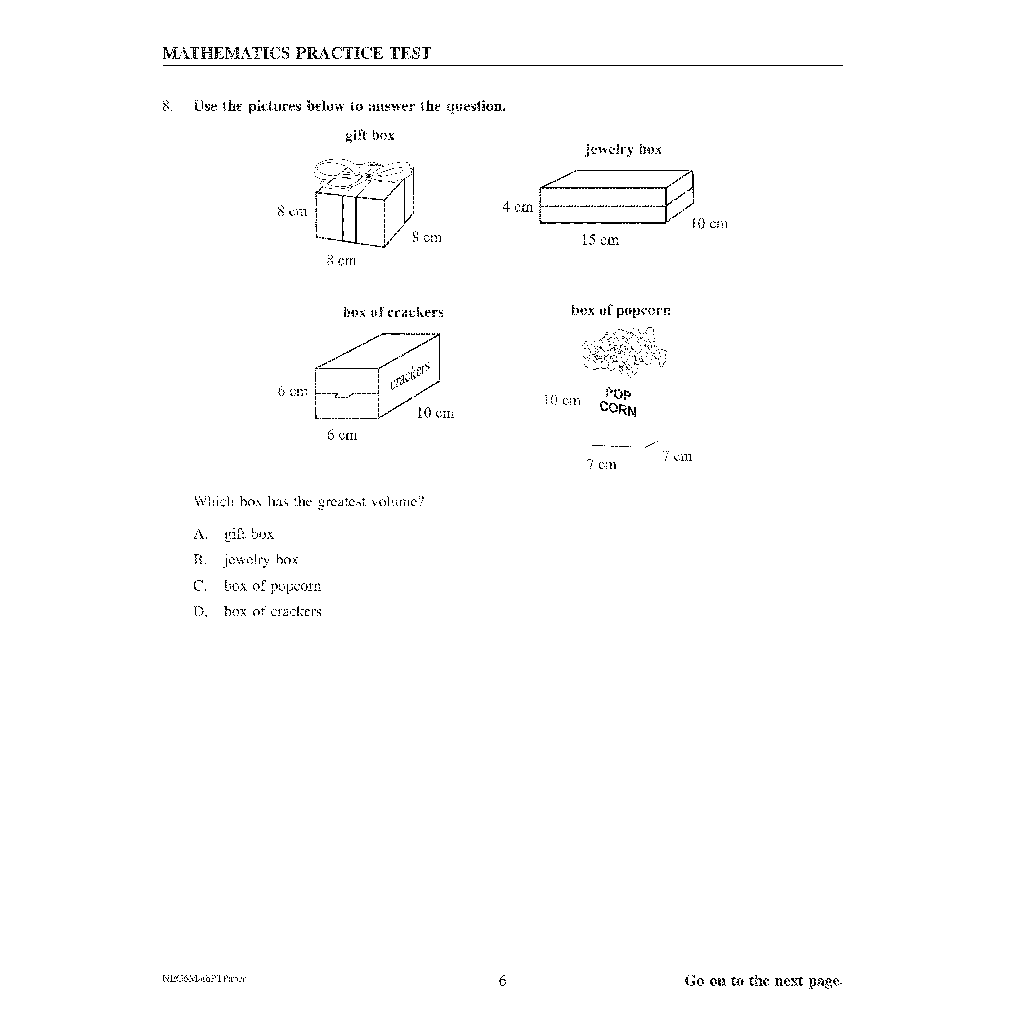 MATHEMATICS PRACTICE TEST
8. Use the pictures below to answer the question.
gift box
jewelry box
8 cm
8 cm
8 cm
4 cm
10 cm
15 cm
box of crackers
box of popcorn
crackers
6 cm
10 cm
6 cm
10 cm
POP
CORN
7 cm
7 cm
Which box has the greatest volume?
A. gift box
B. jewelry box
C. box of popcorn
D. box of crackers
6
Go on to the next page.